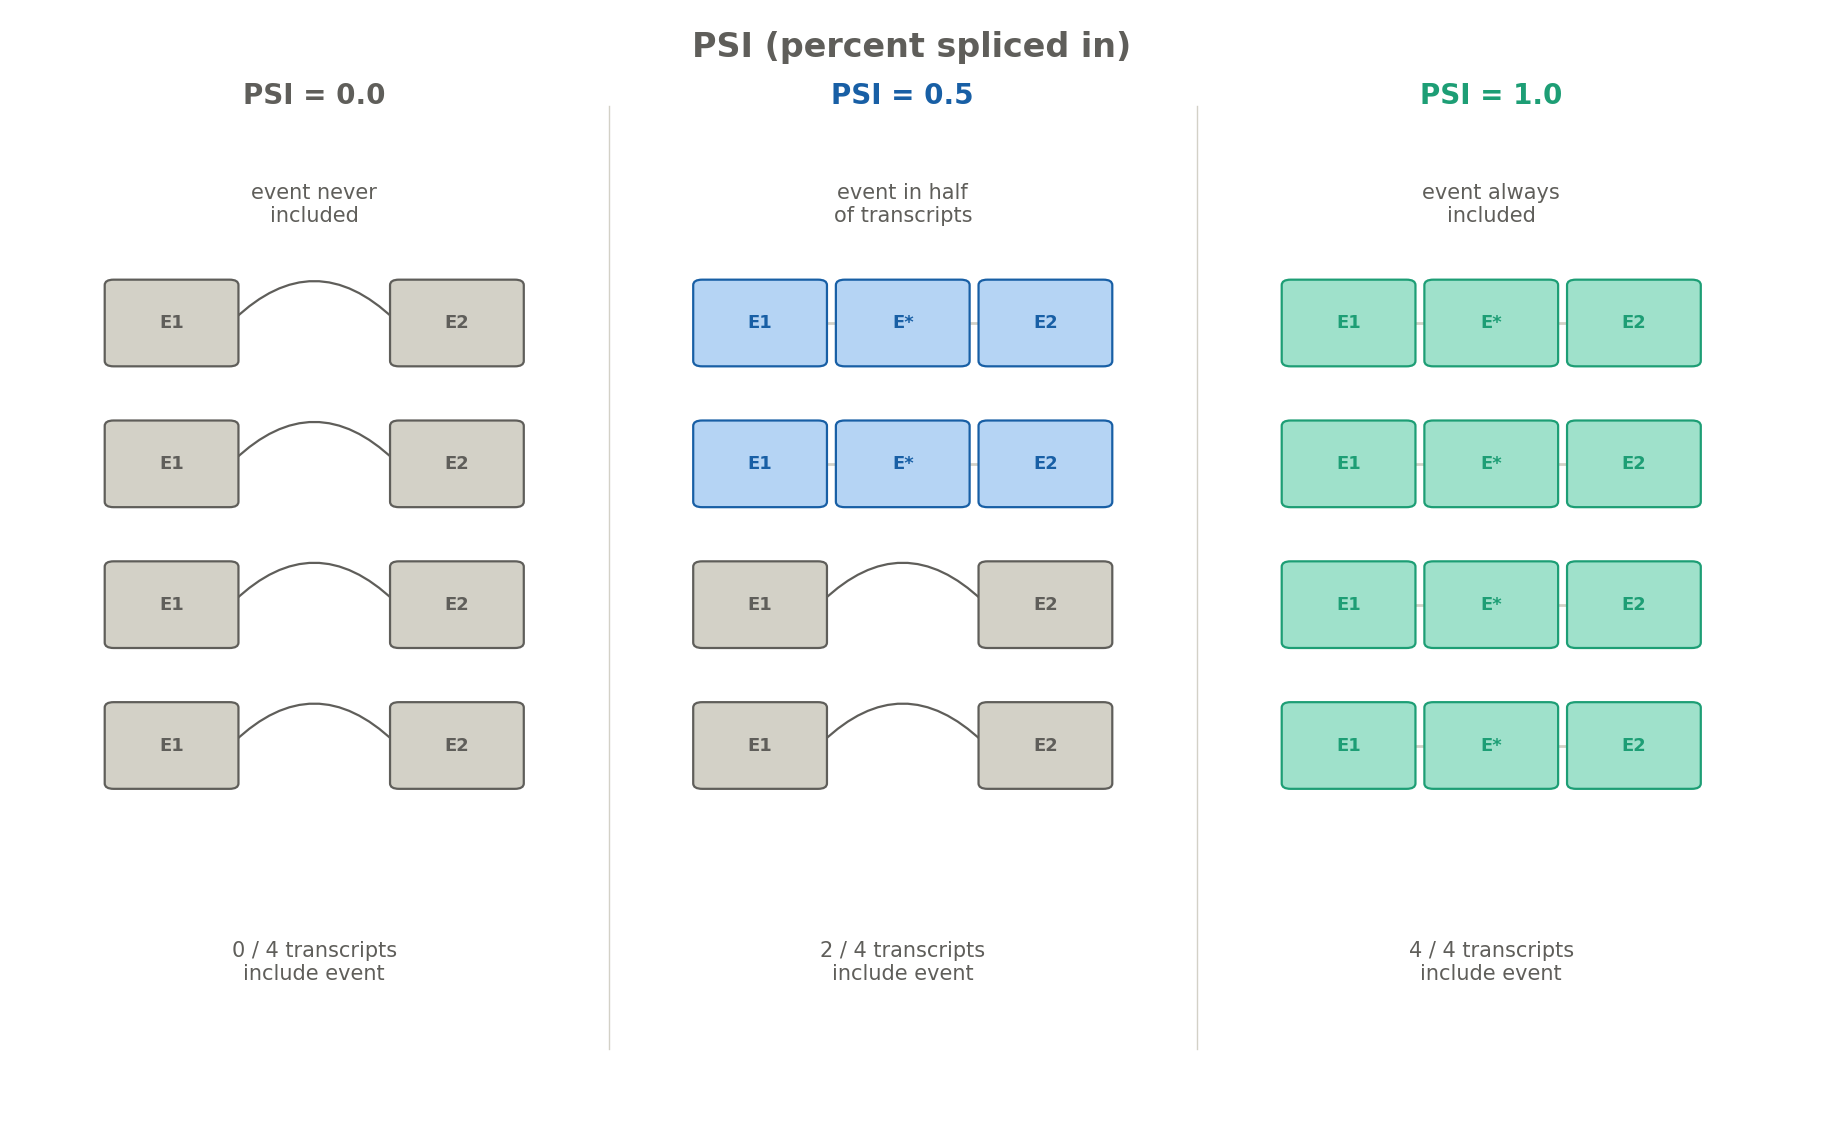 PSI (percent spliced in)
PSI = 0.0
event never
included
E1 E2
E1 E2
E1 E2
E1 E2
0 / 4 transcripts
include event
PSI = 0.5
event in half
of transcripts
E1 E* E2
E1 E* E2
E1 E2
E1 E2
2 / 4 transcripts
include event
PSI = 1.0
event always
included
E1 E* E2
E1 E* E2
E1 E* E2
E1 E* E2
4 / 4 transcripts
include event